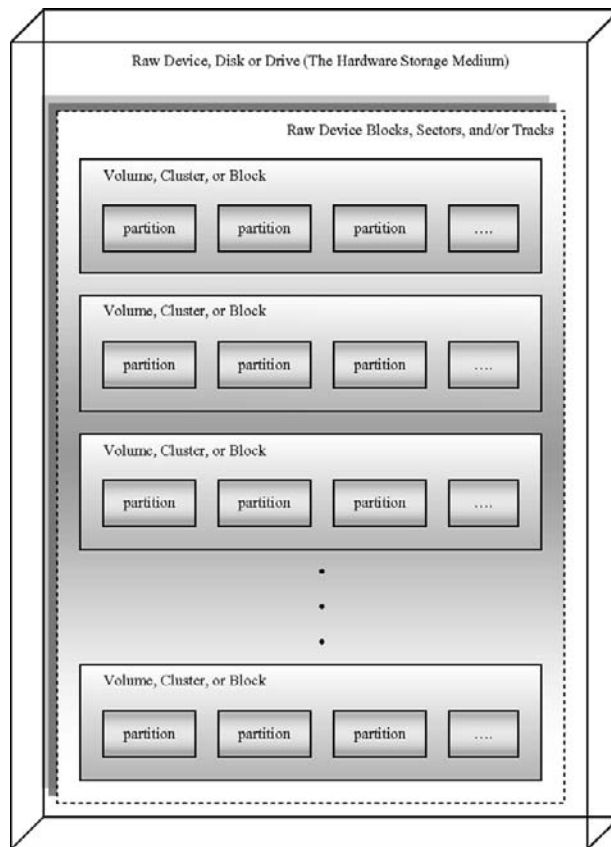 Raw Device, Disk or Drive (The Hardware Storage Medium)
Raw Device Blocks, Sectors, and/or Tracks
Volume, Cluster, or Block
partition partition partition ....
Volume, Cluster, or Block
partition partition partition ....
Volume, Cluster, or Block
partition partition partition ....
Volume, Cluster, or Block
partition partition partition ....